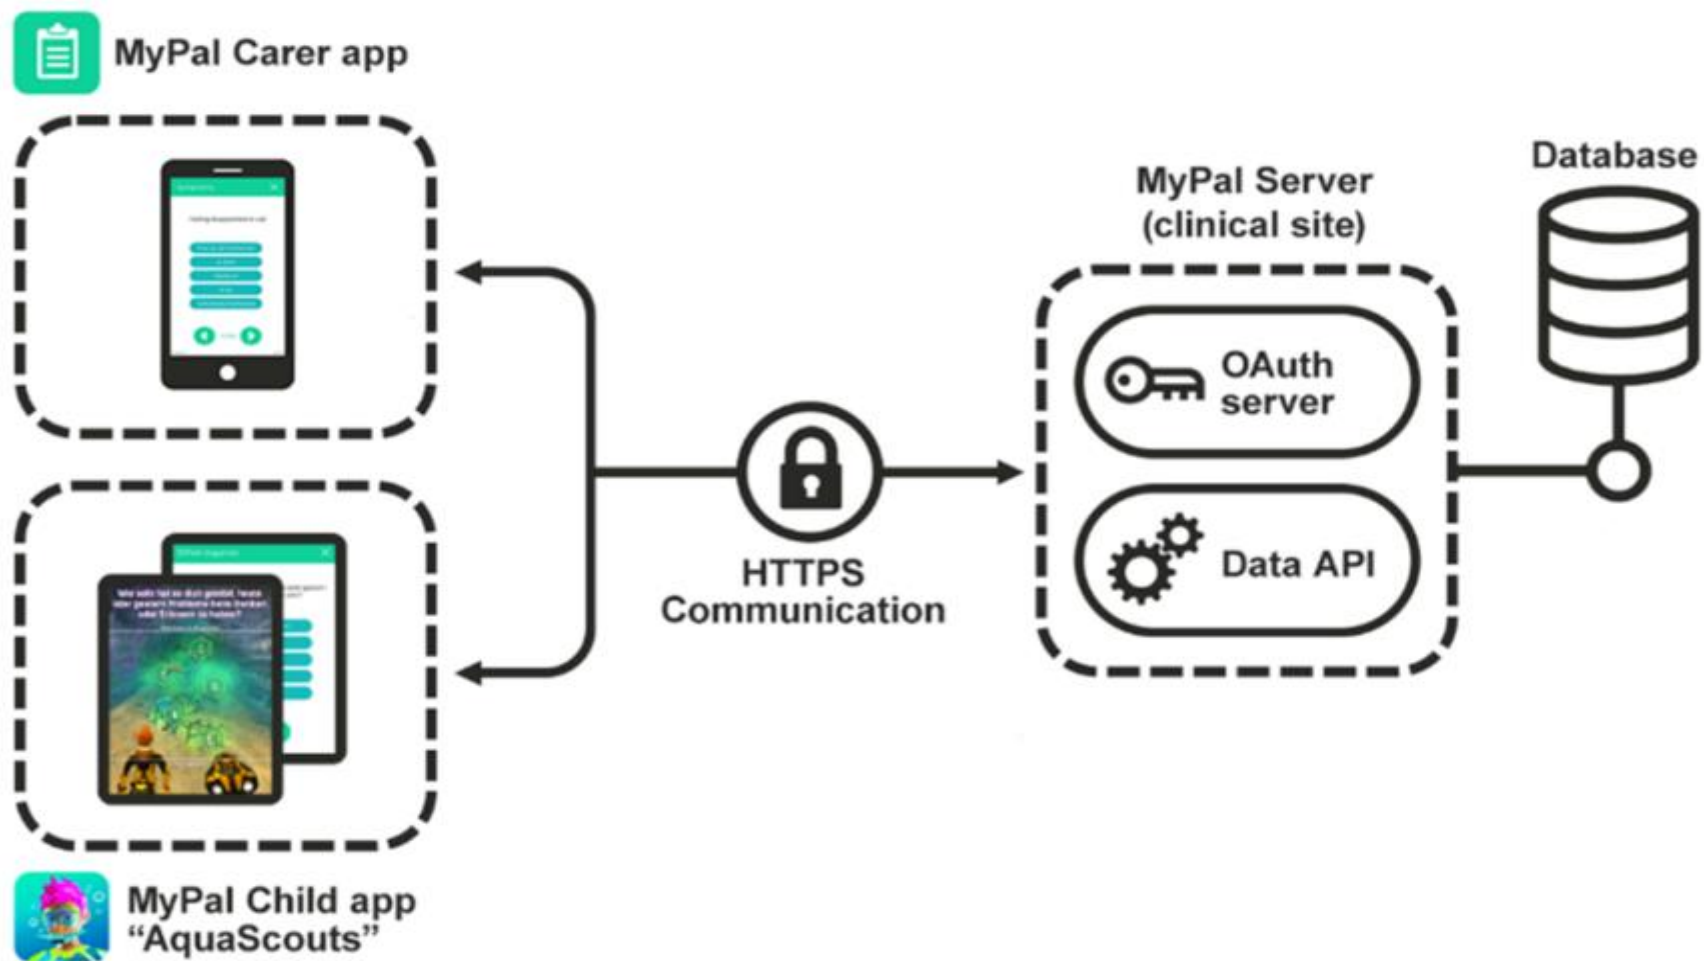 MyPal Carer app
Database
MyPal Server
(clinical site)
OAuth
server
HTTPS
Communication
Data API
MyPal Child app
“AquaScouts”